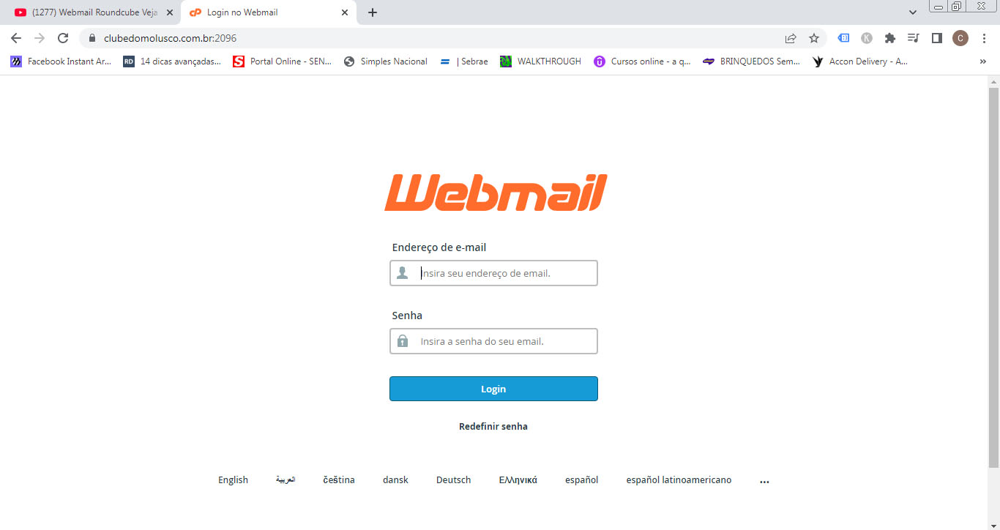 (1277) Webmail Roundcube Veja
Login no Webmail
clubedomolusco.com.br:2096
K
C
Facebook Instant Ar...
RD 14 dicas avançadas...
S Portal Online - SEN...
Simples Nacional
| Sebrae
WALKTHROUGH
Cursos online - a q...
BRINQUEDOS Sem...
Accon Delivery - A...
»
Webmail
Endereço de e-mail
Insira seu endereço de email.
Senha
Insira a senha do seu email.
Login
Redefinir senha
English العربية čeština dansk Deutsch Ελληνικά español español latinoamericano ...